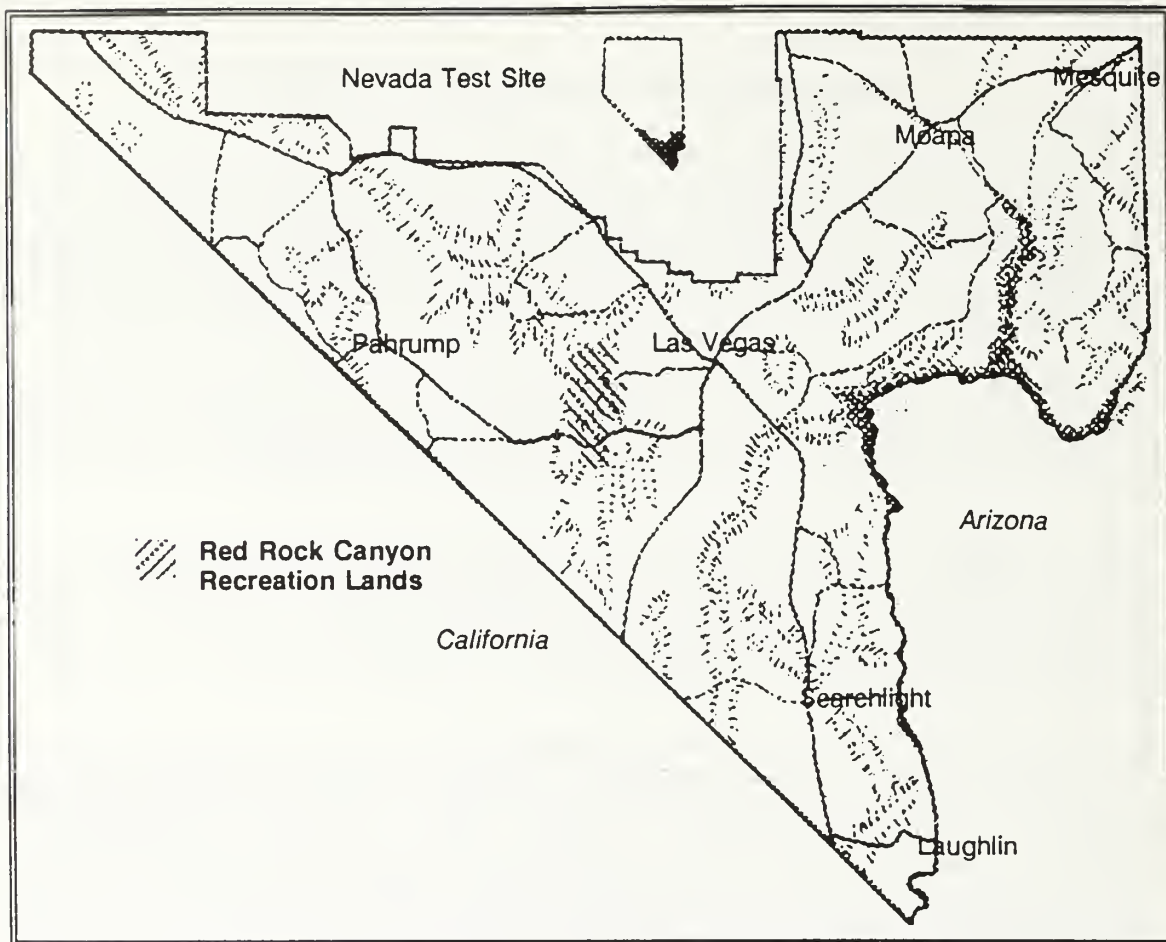 Nevada Test Site
Mesquite
Moapa
Pahrump
Las Vegas
Arizona
Red Rock Canyon
Recreation Lands
California
Searchlight
Laughlin